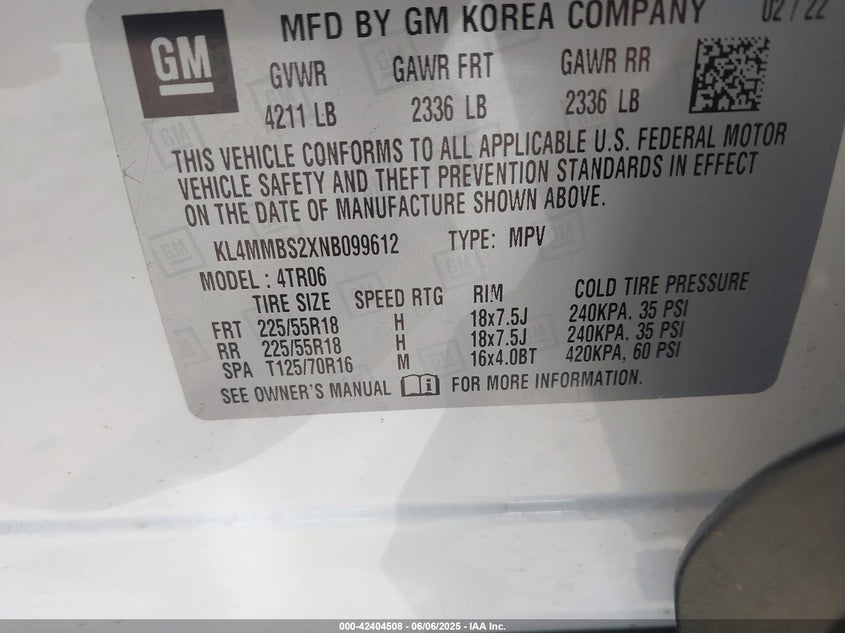 MFD BY GM KOREA COMPANY 02/22
GM
GVWR GAWR FRT GAWR RR
4211 LB 2336 LB 2336 LB
THIS VEHICLE CONFORMS TO ALL APPLICABLE U.S. FEDERAL MOTOR
VEHICLE SAFETY AND THEFT PREVENTION STANDARDS IN EFFECT
ON THE DATE OF MANUFACTURE SHOWN ABOVE.
KL4MMBS2XNB099612 TYPE: MPV
MODEL : 4TR06
TIRE SIZE SPEED RTG RIM COLD TIRE PRESSURE
FRT 225/55R18 H 18x7.5J 240KPA. 35 PSI
RR 225/55R18 H 18x7.5J 240KPA. 35 PSI
SPA T125/70R16 M 16x4.0BT 420KPA, 60 PSI
SEE OWNER'S MANUAL FOR MORE INFORMATION.
000-42404508 - 06/06/2025 - IAA Inc.